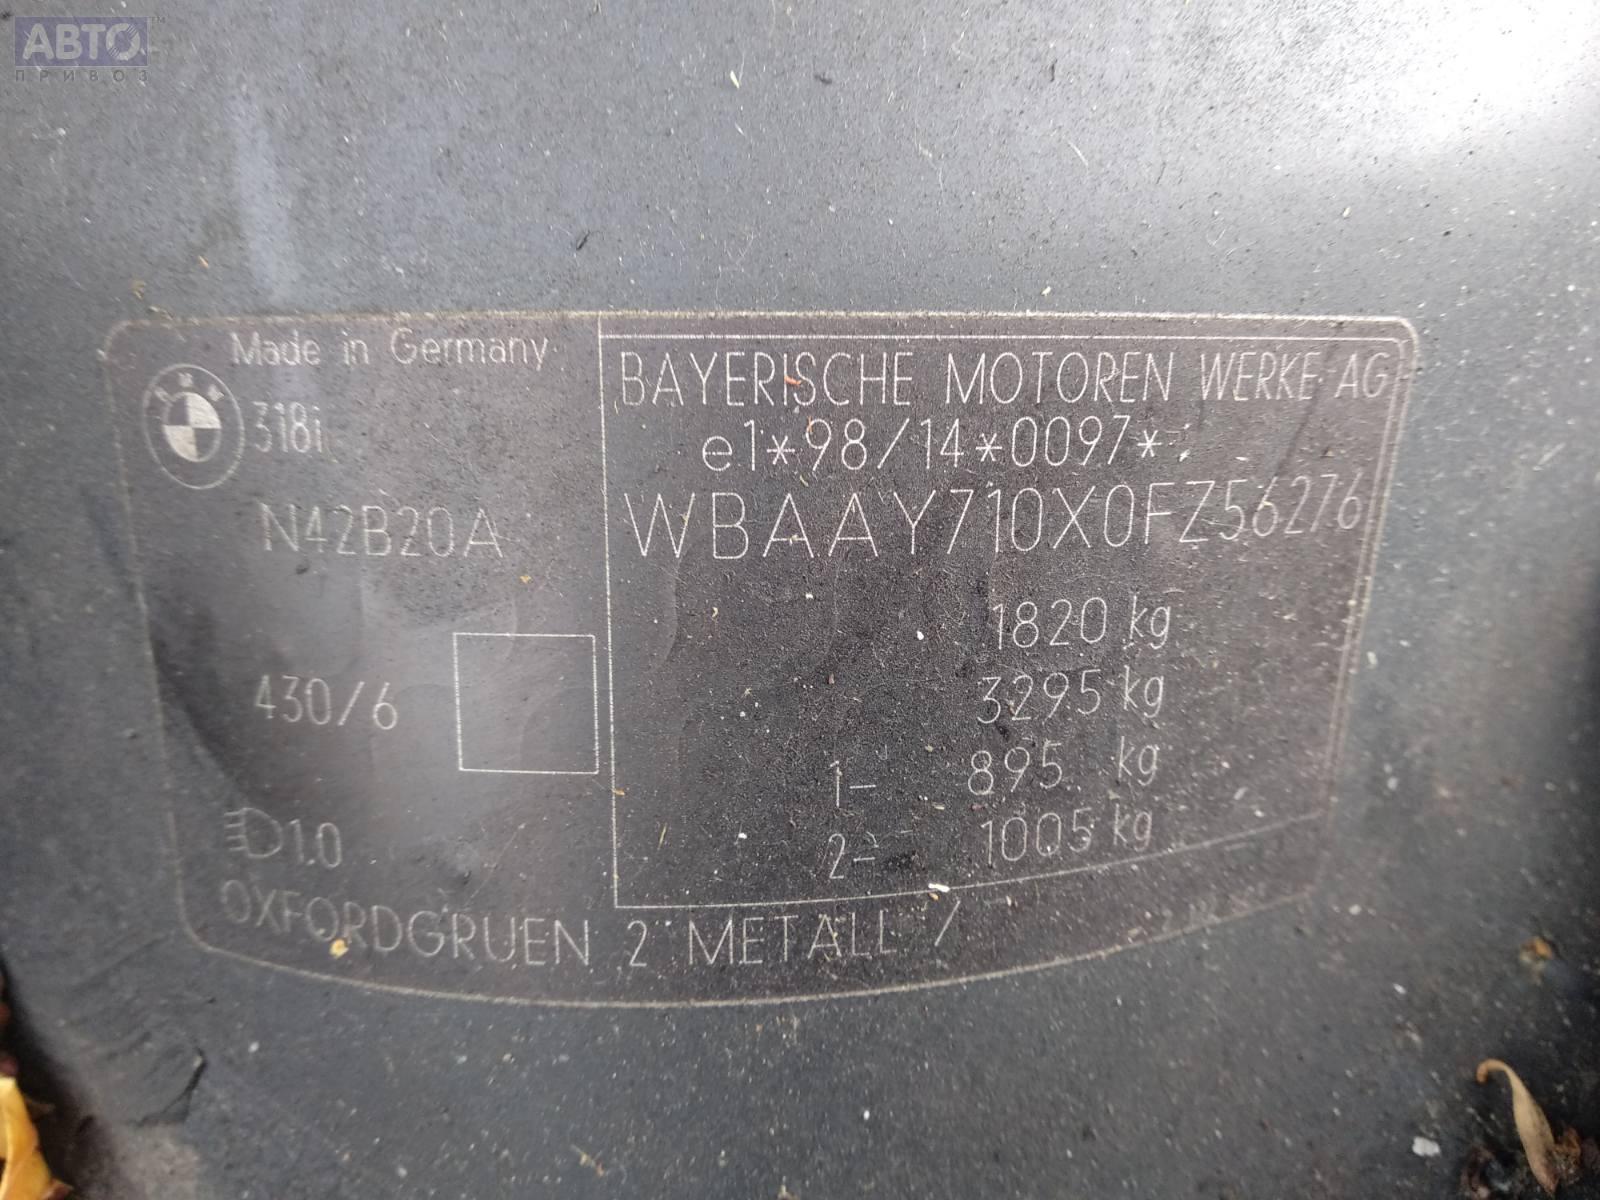 АВТО
ПРИВОЗ
Made in Germany
BMW
318i
N42B20A
430/6
1.0
BAYERISCHE MOTOREN WERKE AG
e1*98/14*0097*
WBAAY710X0FZ56276
1820 kg
3295 kg
1- 895 kg
2- 1005 kg
OXFORDGRUEN 2 METALL /